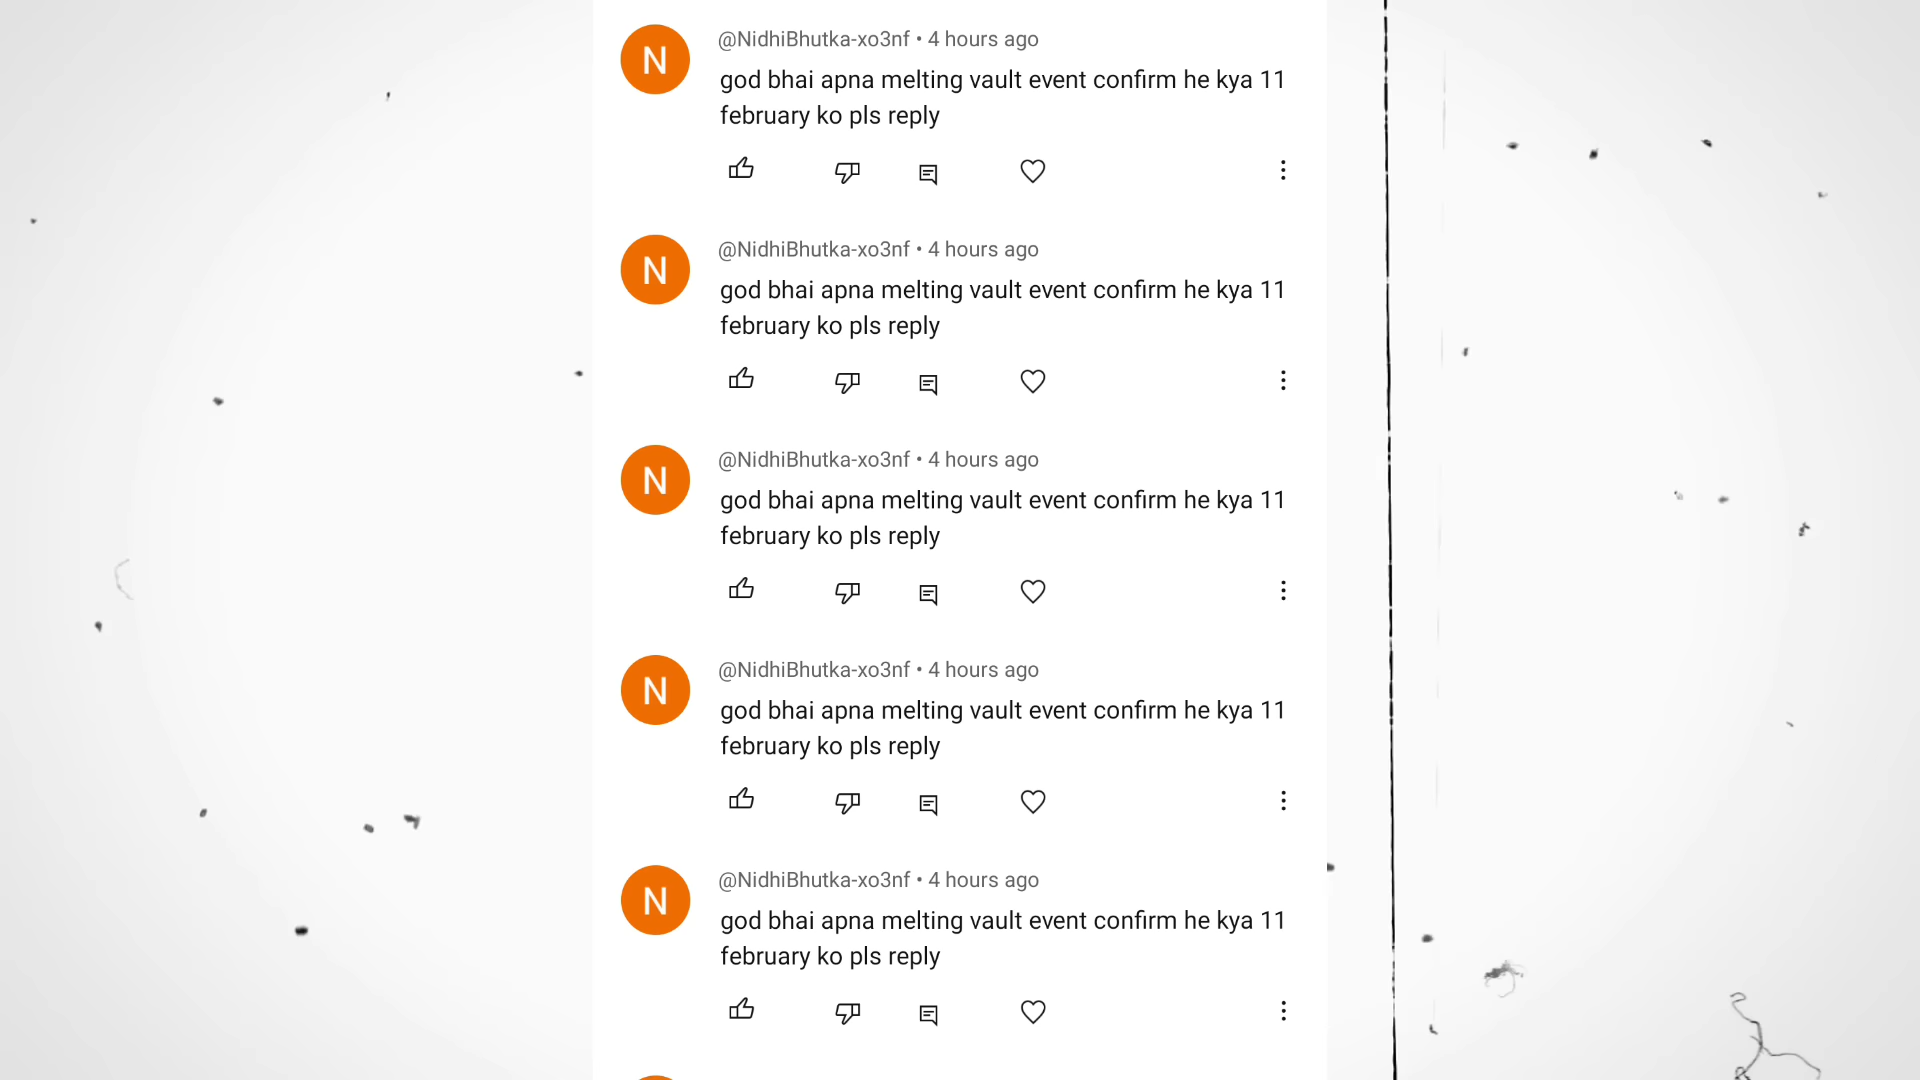 @NidhiBhutka-xo3nf • 4 hours ago
god bhai apna melting vault event confirm he kya 11
february ko pls reply
@NidhiBhutka-xo3nf • 4 hours ago
god bhai apna melting vault event confirm he kya 11
february ko pls reply
@NidhiBhutka-xo3nf • 4 hours ago
god bhai apna melting vault event confirm he kya 11
february ko pls reply
@NidhiBhutka-xo3nf • 4 hours ago
god bhai apna melting vault event confirm he kya 11
february ko pls reply
@NidhiBhutka-xo3nf • 4 hours ago
god bhai apna melting vault event confirm he kya 11
february ko pls reply